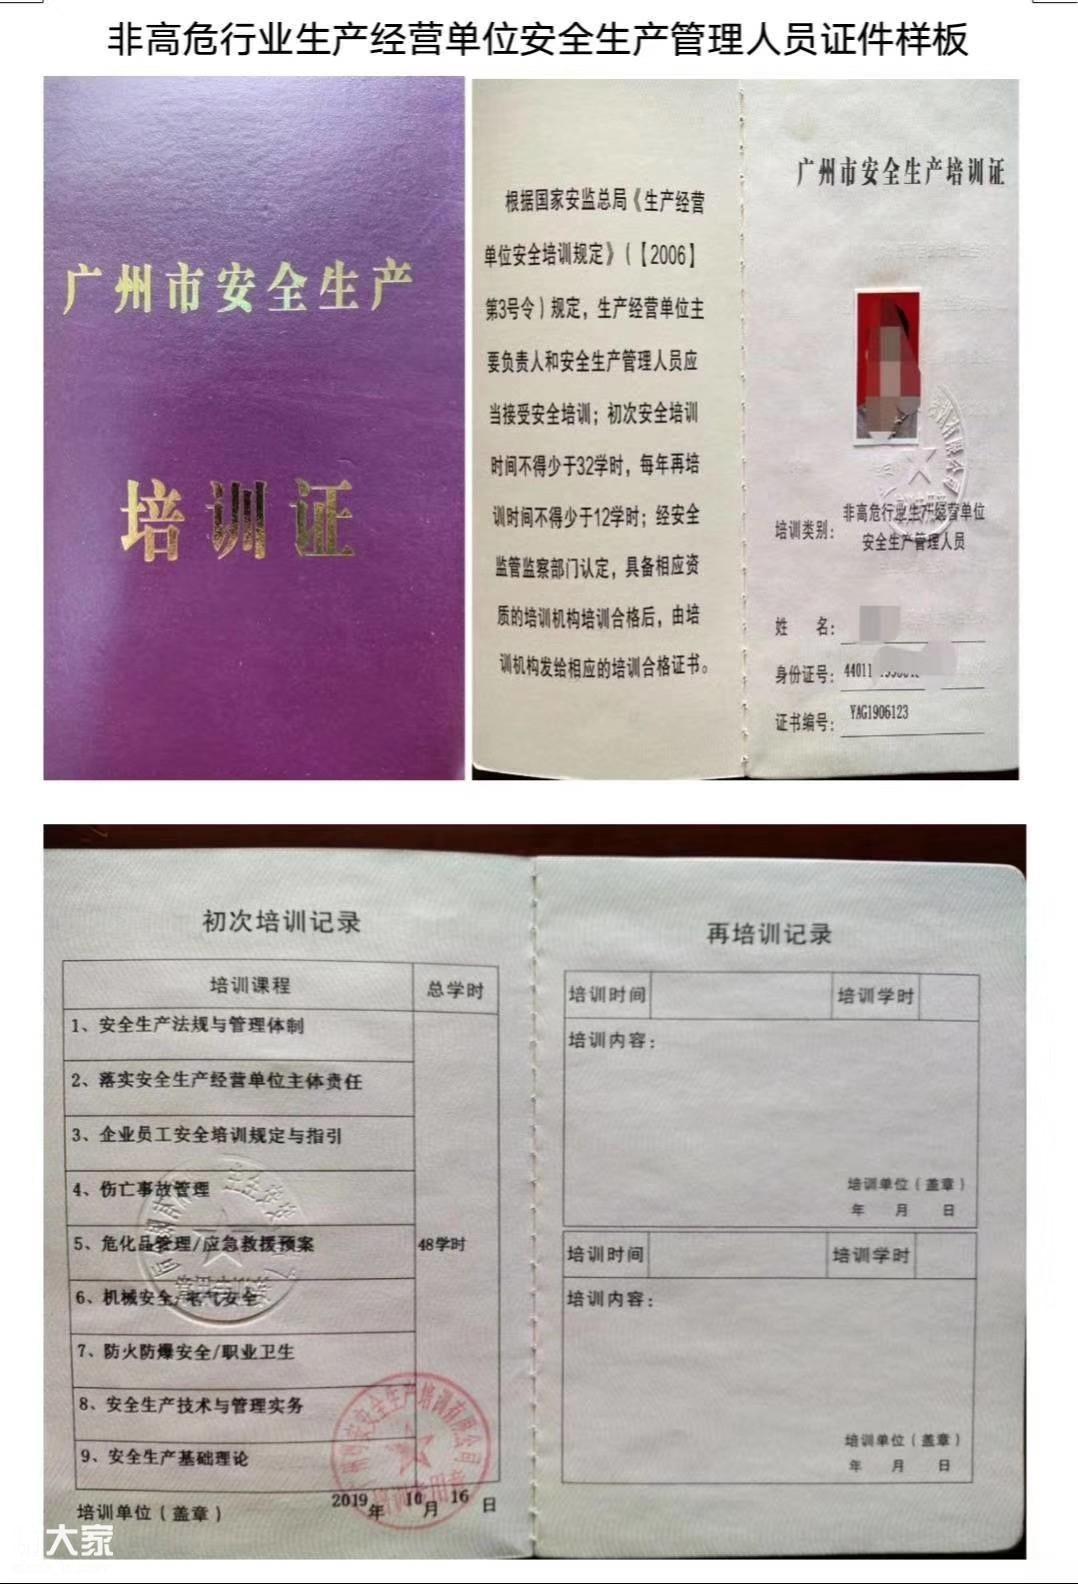 非高危行业生产经营单位安全生产管理人员证件样板
广州市安全生产
培训证
根据国家安监总局《生产经营
单位安全培训规定》（【2006】
第3号令）规定，生产经营单位主
要负责人和安全生产管理人员应
当接受安全培训；初次安全培训
时间不得少于32学时，每年再培
训时间不得少于12学时；经安全
监管监察部门认定，具备相应资
质的培训机构培训合格后，由培
训机构发给相应的培训合格证书。
广州市安全生产培训证
培训类别：
非高危行业生产经营单位
安全生产管理人员
姓 名：
身份证号：44011
证书编号：YAG1906123
初次培训记录
培训课程 总学时
1、安全生产法规与管理体制
2、落实安全生产经营单位主体责任
3、企业员工安全培训规定与指引
4、伤亡事故管理
5、危化品管理/应急救援预案 48学时
6、机械安全/电气安全
7、防火防爆安全/职业卫生
8、安全生产技术与管理实务
9、安全生产基础理论
培训单位（盖章）
2019年 10月 16日
再培训记录
培训时间 培训学时
培训内容：
培训单位（盖章）
年 月 日
培训时间 培训学时
培训内容：
培训单位（盖章）
年 月 日
安全生产培训有限公司
大家